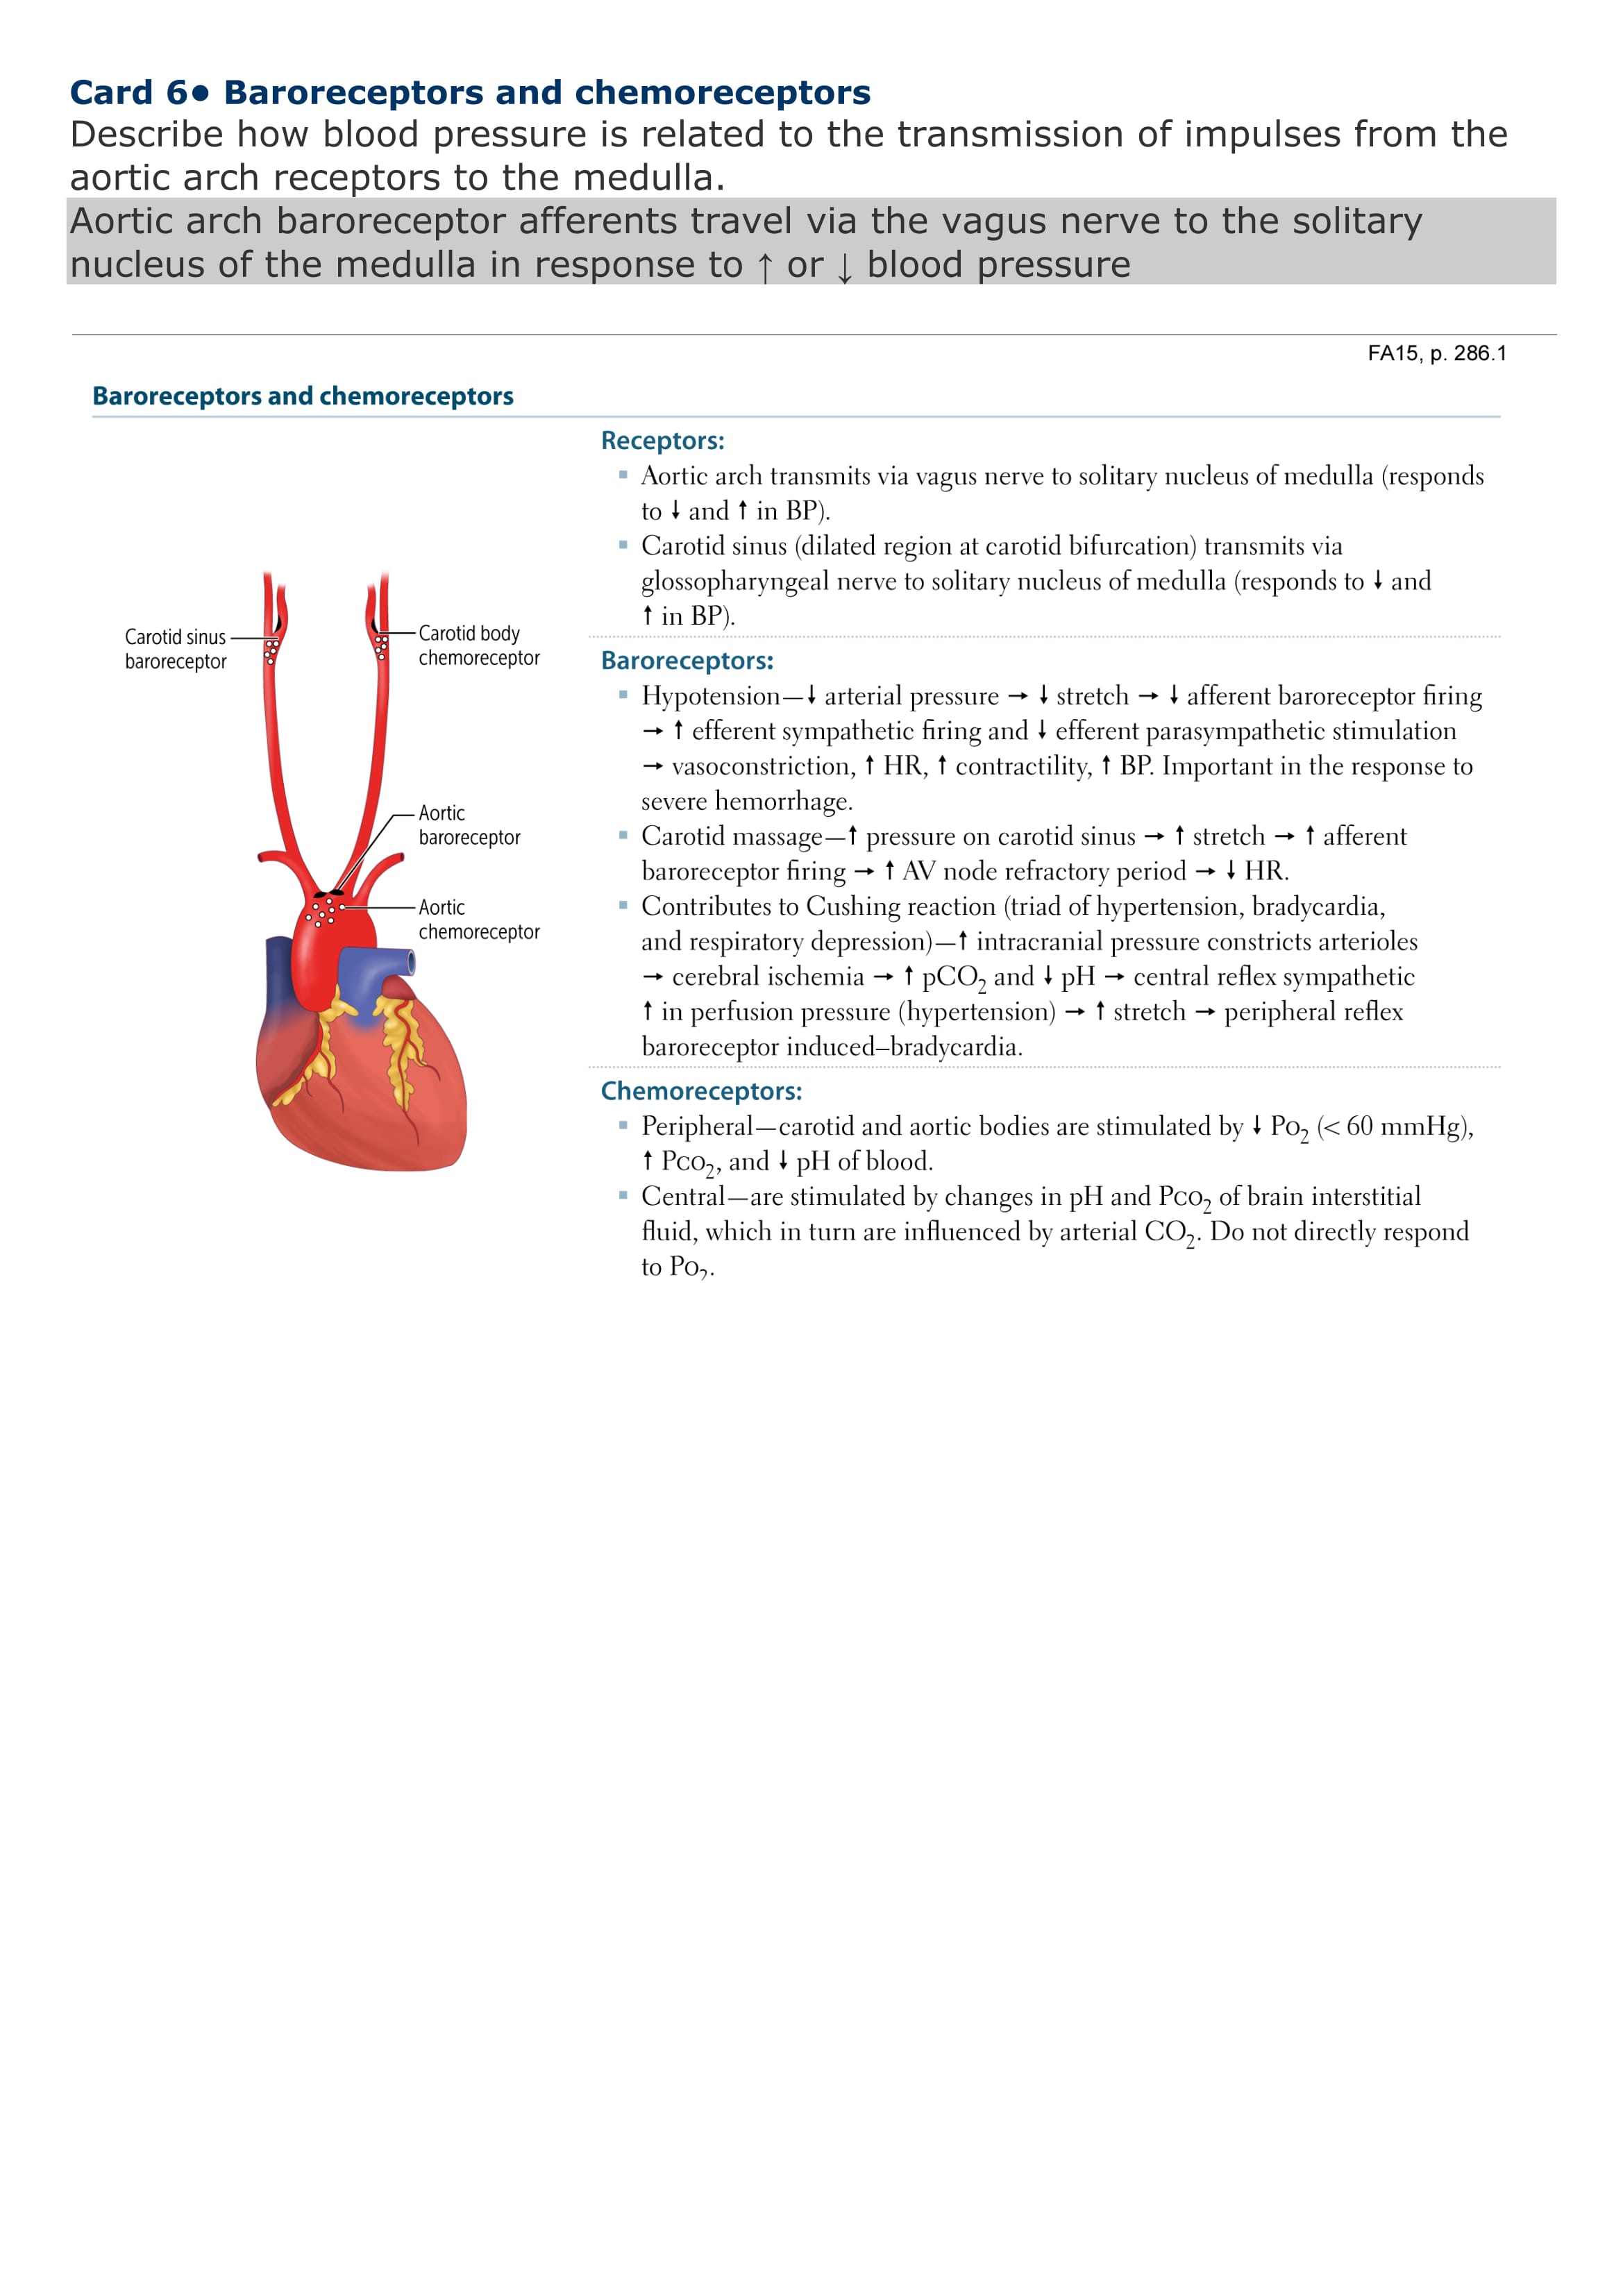 Card 6● Baroreceptors and chemoreceptors
Describe how blood pressure is related to the transmission of impulses from the
aortic arch receptors to the medulla.
Aortic arch baroreceptor afferents travel via the vagus nerve to the solitary
nucleus of the medulla in response to ↑ or ↓ blood pressure
FA15, p. 286.1
Baroreceptors and chemoreceptors
Carotid sinus
baroreceptor
Carotid body
chemoreceptor
Aortic
baroreceptor
Aortic
chemoreceptor
Receptors:
▪ Aortic arch transmits via vagus nerve to solitary nucleus of medulla (responds
to ↓ and ↑ in BP).
▪ Carotid sinus (dilated region at carotid bifurcation) transmits via
glossopharyngeal nerve to solitary nucleus of medulla (responds to ↓ and
↑ in BP).
Baroreceptors:
▪ Hypotension—↓ arterial pressure → ↓ stretch → ↓ afferent baroreceptor firing
→ ↑ efferent sympathetic firing and ↓ efferent parasympathetic stimulation
→ vasoconstriction, ↑ HR, ↑ contractility, ↑ BP. Important in the response to
severe hemorrhage.
▪ Carotid massage—↑ pressure on carotid sinus → ↑ stretch → ↑ afferent
baroreceptor firing → ↑ AV node refractory period → ↓ HR.
▪ Contributes to Cushing reaction (triad of hypertension, bradycardia,
and respiratory depression)—↑ intracranial pressure constricts arterioles
→ cerebral ischemia → ↑ pCO₂ and ↓ pH → central reflex sympathetic
↑ in perfusion pressure (hypertension) → ↑ stretch → peripheral reflex
baroreceptor induced–bradycardia.
Chemoreceptors:
▪ Peripheral—carotid and aortic bodies are stimulated by ↓ PO₂ (< 60 mmHg),
↑ PCO₂, and ↓ pH of blood.
▪ Central—are stimulated by changes in pH and PCO₂ of brain interstitial
fluid, which in turn are influenced by arterial CO₂. Do not directly respond
to PO₂.